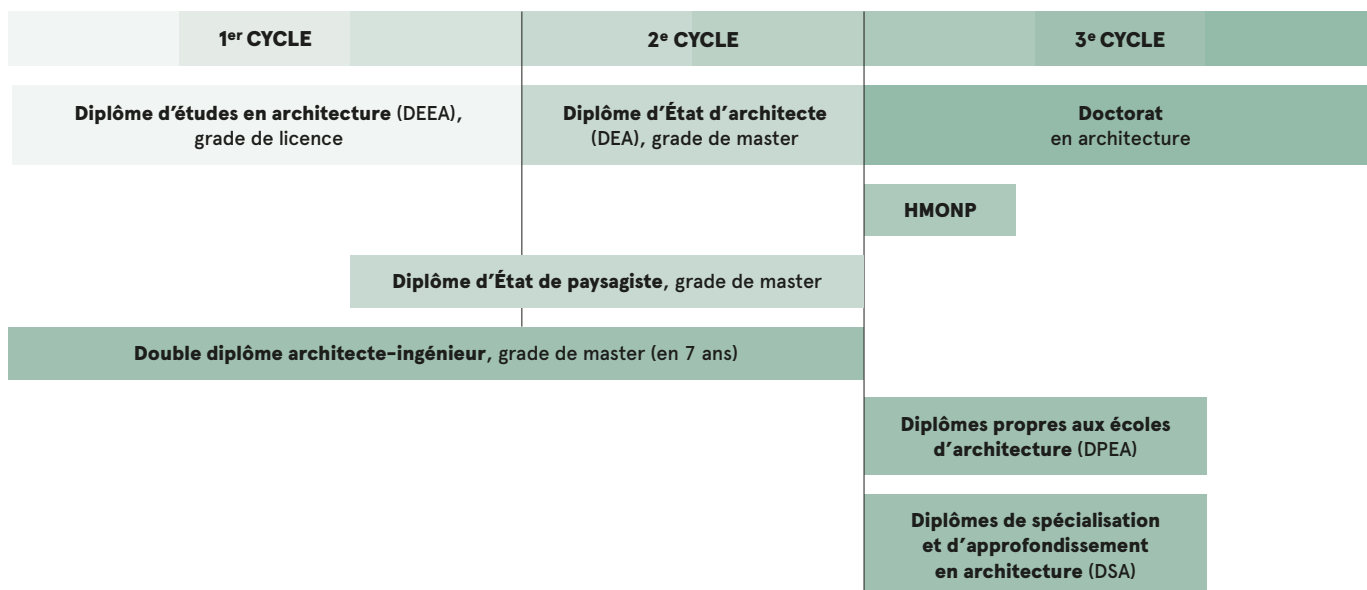 1er CYCLE
2e CYCLE
3e CYCLE
Diplôme d’études en architecture (DEEA),
grade de licence
Diplôme d’État d’architecte
(DEA), grade de master
Doctorat
en architecture
HMONP
Diplôme d’État de paysagiste, grade de master
Double diplôme architecte-ingénieur, grade de master (en 7 ans)
Diplômes propres aux écoles
d’architecture (DPEA)
Diplômes de spécialisation
et d’approfondissement
en architecture (DSA)